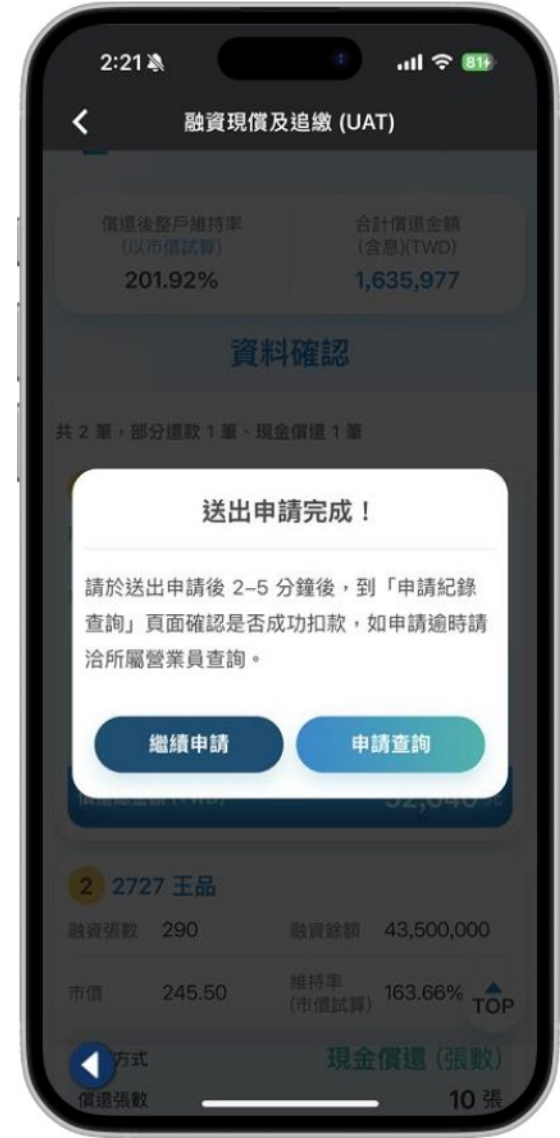 2:21
81
融資現償及追繳 (UAT)
償還後整戶維持率
(以市價試算)
201.92%
合計償還金額
(含息)(TWD)
1,635,977
資料確認
共 2 筆，部分還款 1 筆、現金償還 1 筆
送出申請完成！
請於送出申請後 2–5 分鐘後，到「申請紀錄
查詢」頁面確認是否成功扣款，如申請逾時請
洽所屬營業員查詢。
繼續申請
申請查詢
2 2727 王品
融資張數 290
融資餘額 43,500,000
市價 245.50
維持率
(市價試算)
163.66%
TOP
方式
現金償還 (張數)
償還張數
10 張